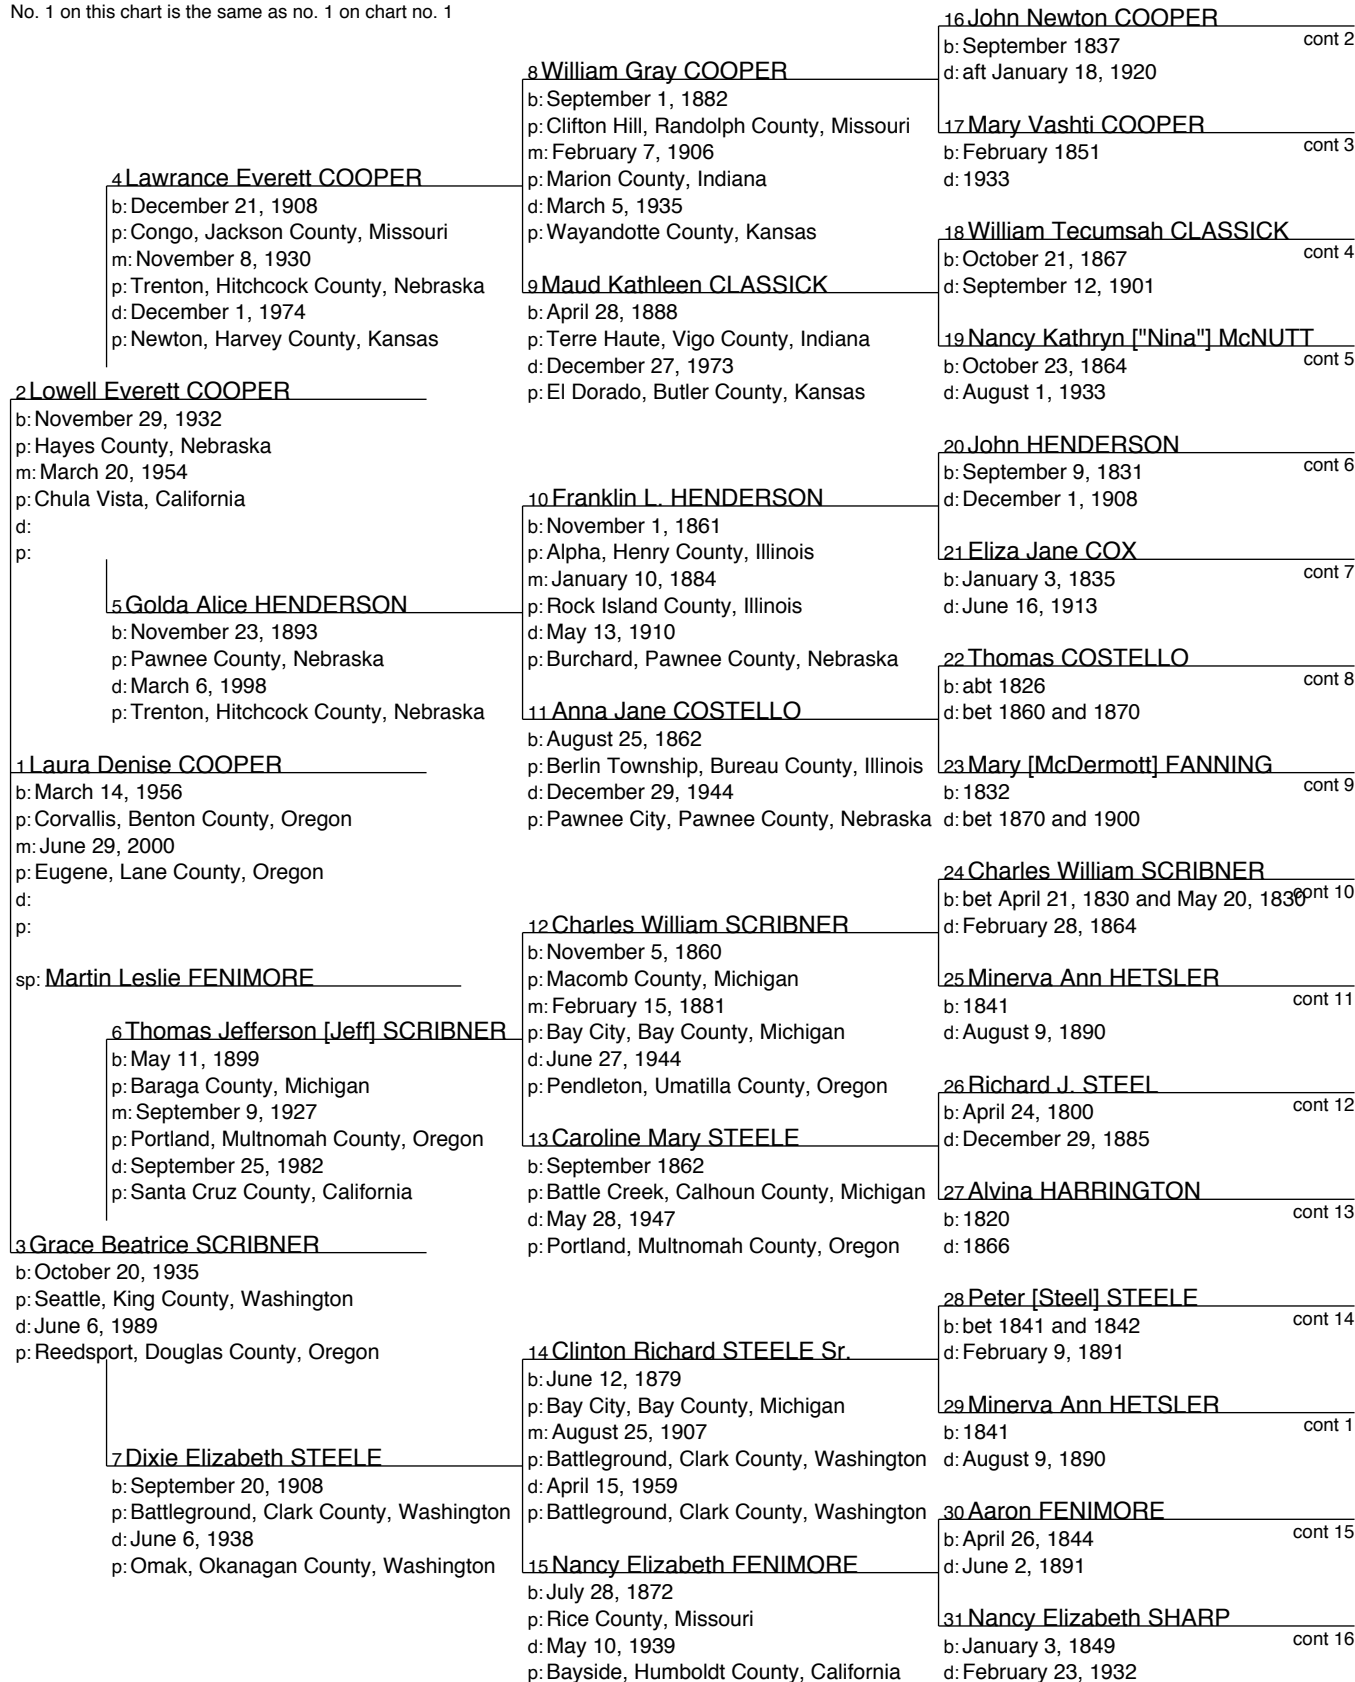 No. 1 on this chart is the same as no. 1 on chart no. 1
16 John Newton COOPER
cont 2
b: September 1837
d: aft January 18, 1920
8 William Gray COOPER
b: September 1, 1882
p: Clifton Hill, Randolph County, Missouri
m: February 7, 1906
p: Marion County, Indiana
d: March 5, 1935
p: Wayandotte County, Kansas
17 Mary Vashti COOPER
cont 3
b: February 1851
d: 1933
4 Lawrance Everett COOPER
b: December 21, 1908
p: Congo, Jackson County, Missouri
m: November 8, 1930
p: Trenton, Hitchcock County, Nebraska
d: December 1, 1974
p: Newton, Harvey County, Kansas
18 William Tecumsah CLASSICK
cont 4
b: October 21, 1867
d: September 12, 1901
9 Maud Kathleen CLASSICK
b: April 28, 1888
p: Terre Haute, Vigo County, Indiana
d: December 27, 1973
p: El Dorado, Butler County, Kansas
19 Nancy Kathryn ["Nina"] McNUTT
cont 5
b: October 23, 1864
d: August 1, 1933
2 Lowell Everett COOPER
b: November 29, 1932
p: Hayes County, Nebraska
m: March 20, 1954
p: Chula Vista, California
d:
p:
20 John HENDERSON
cont 6
b: September 9, 1831
d: December 1, 1908
10 Franklin L. HENDERSON
b: November 1, 1861
p: Alpha, Henry County, Illinois
m: January 10, 1884
p: Rock Island County, Illinois
d: May 13, 1910
p: Burchard, Pawnee County, Nebraska
21 Eliza Jane COX
cont 7
b: January 3, 1835
d: June 16, 1913
5 Golda Alice HENDERSON
b: November 23, 1893
p: Pawnee County, Nebraska
d: March 6, 1998
p: Trenton, Hitchcock County, Nebraska
22 Thomas COSTELLO
cont 8
b: abt 1826
d: bet 1860 and 1870
11 Anna Jane COSTELLO
b: August 25, 1862
p: Berlin Township, Bureau County, Illinois
d: December 29, 1944
p: Pawnee City, Pawnee County, Nebraska
23 Mary [McDermott] FANNING
cont 9
b: 1832
d: bet 1870 and 1900
1 Laura Denise COOPER
b: March 14, 1956
p: Corvallis, Benton County, Oregon
m: June 29, 2000
p: Eugene, Lane County, Oregon
d:
p:
sp: Martin Leslie FENIMORE
24 Charles William SCRIBNER
cont 10
b: bet April 21, 1830 and May 20, 1830
d: February 28, 1864
12 Charles William SCRIBNER
b: November 5, 1860
p: Macomb County, Michigan
m: February 15, 1881
p: Bay City, Bay County, Michigan
d: June 27, 1944
p: Pendleton, Umatilla County, Oregon
25 Minerva Ann HETSLER
cont 11
b: 1841
d: August 9, 1890
6 Thomas Jefferson [Jeff] SCRIBNER
b: May 11, 1899
p: Baraga County, Michigan
m: September 9, 1927
p: Portland, Multnomah County, Oregon
d: September 25, 1982
p: Santa Cruz County, California
26 Richard J. STEEL
cont 12
b: April 24, 1800
d: December 29, 1885
13 Caroline Mary STEELE
b: September 1862
p: Battle Creek, Calhoun County, Michigan
d: May 28, 1947
p: Portland, Multnomah County, Oregon
27 Alvina HARRINGTON
cont 13
b: 1820
d: 1866
3 Grace Beatrice SCRIBNER
b: October 20, 1935
p: Seattle, King County, Washington
d: June 6, 1989
p: Reedsport, Douglas County, Oregon
28 Peter [Steel] STEELE
cont 14
b: bet 1841 and 1842
d: February 9, 1891
14 Clinton Richard STEELE Sr.
b: June 12, 1879
p: Bay City, Bay County, Michigan
m: August 25, 1907
p: Battleground, Clark County, Washington
d: April 15, 1959
p: Battleground, Clark County, Washington
29 Minerva Ann HETSLER
cont 1
b: 1841
d: August 9, 1890
7 Dixie Elizabeth STEELE
b: September 20, 1908
p: Battleground, Clark County, Washington
d: June 6, 1938
p: Omak, Okanagan County, Washington
30 Aaron FENIMORE
cont 15
b: April 26, 1844
d: June 2, 1891
15 Nancy Elizabeth FENIMORE
b: July 28, 1872
p: Rice County, Missouri
d: May 10, 1939
p: Bayside, Humboldt County, California
31 Nancy Elizabeth SHARP
cont 16
b: January 3, 1849
d: February 23, 1932